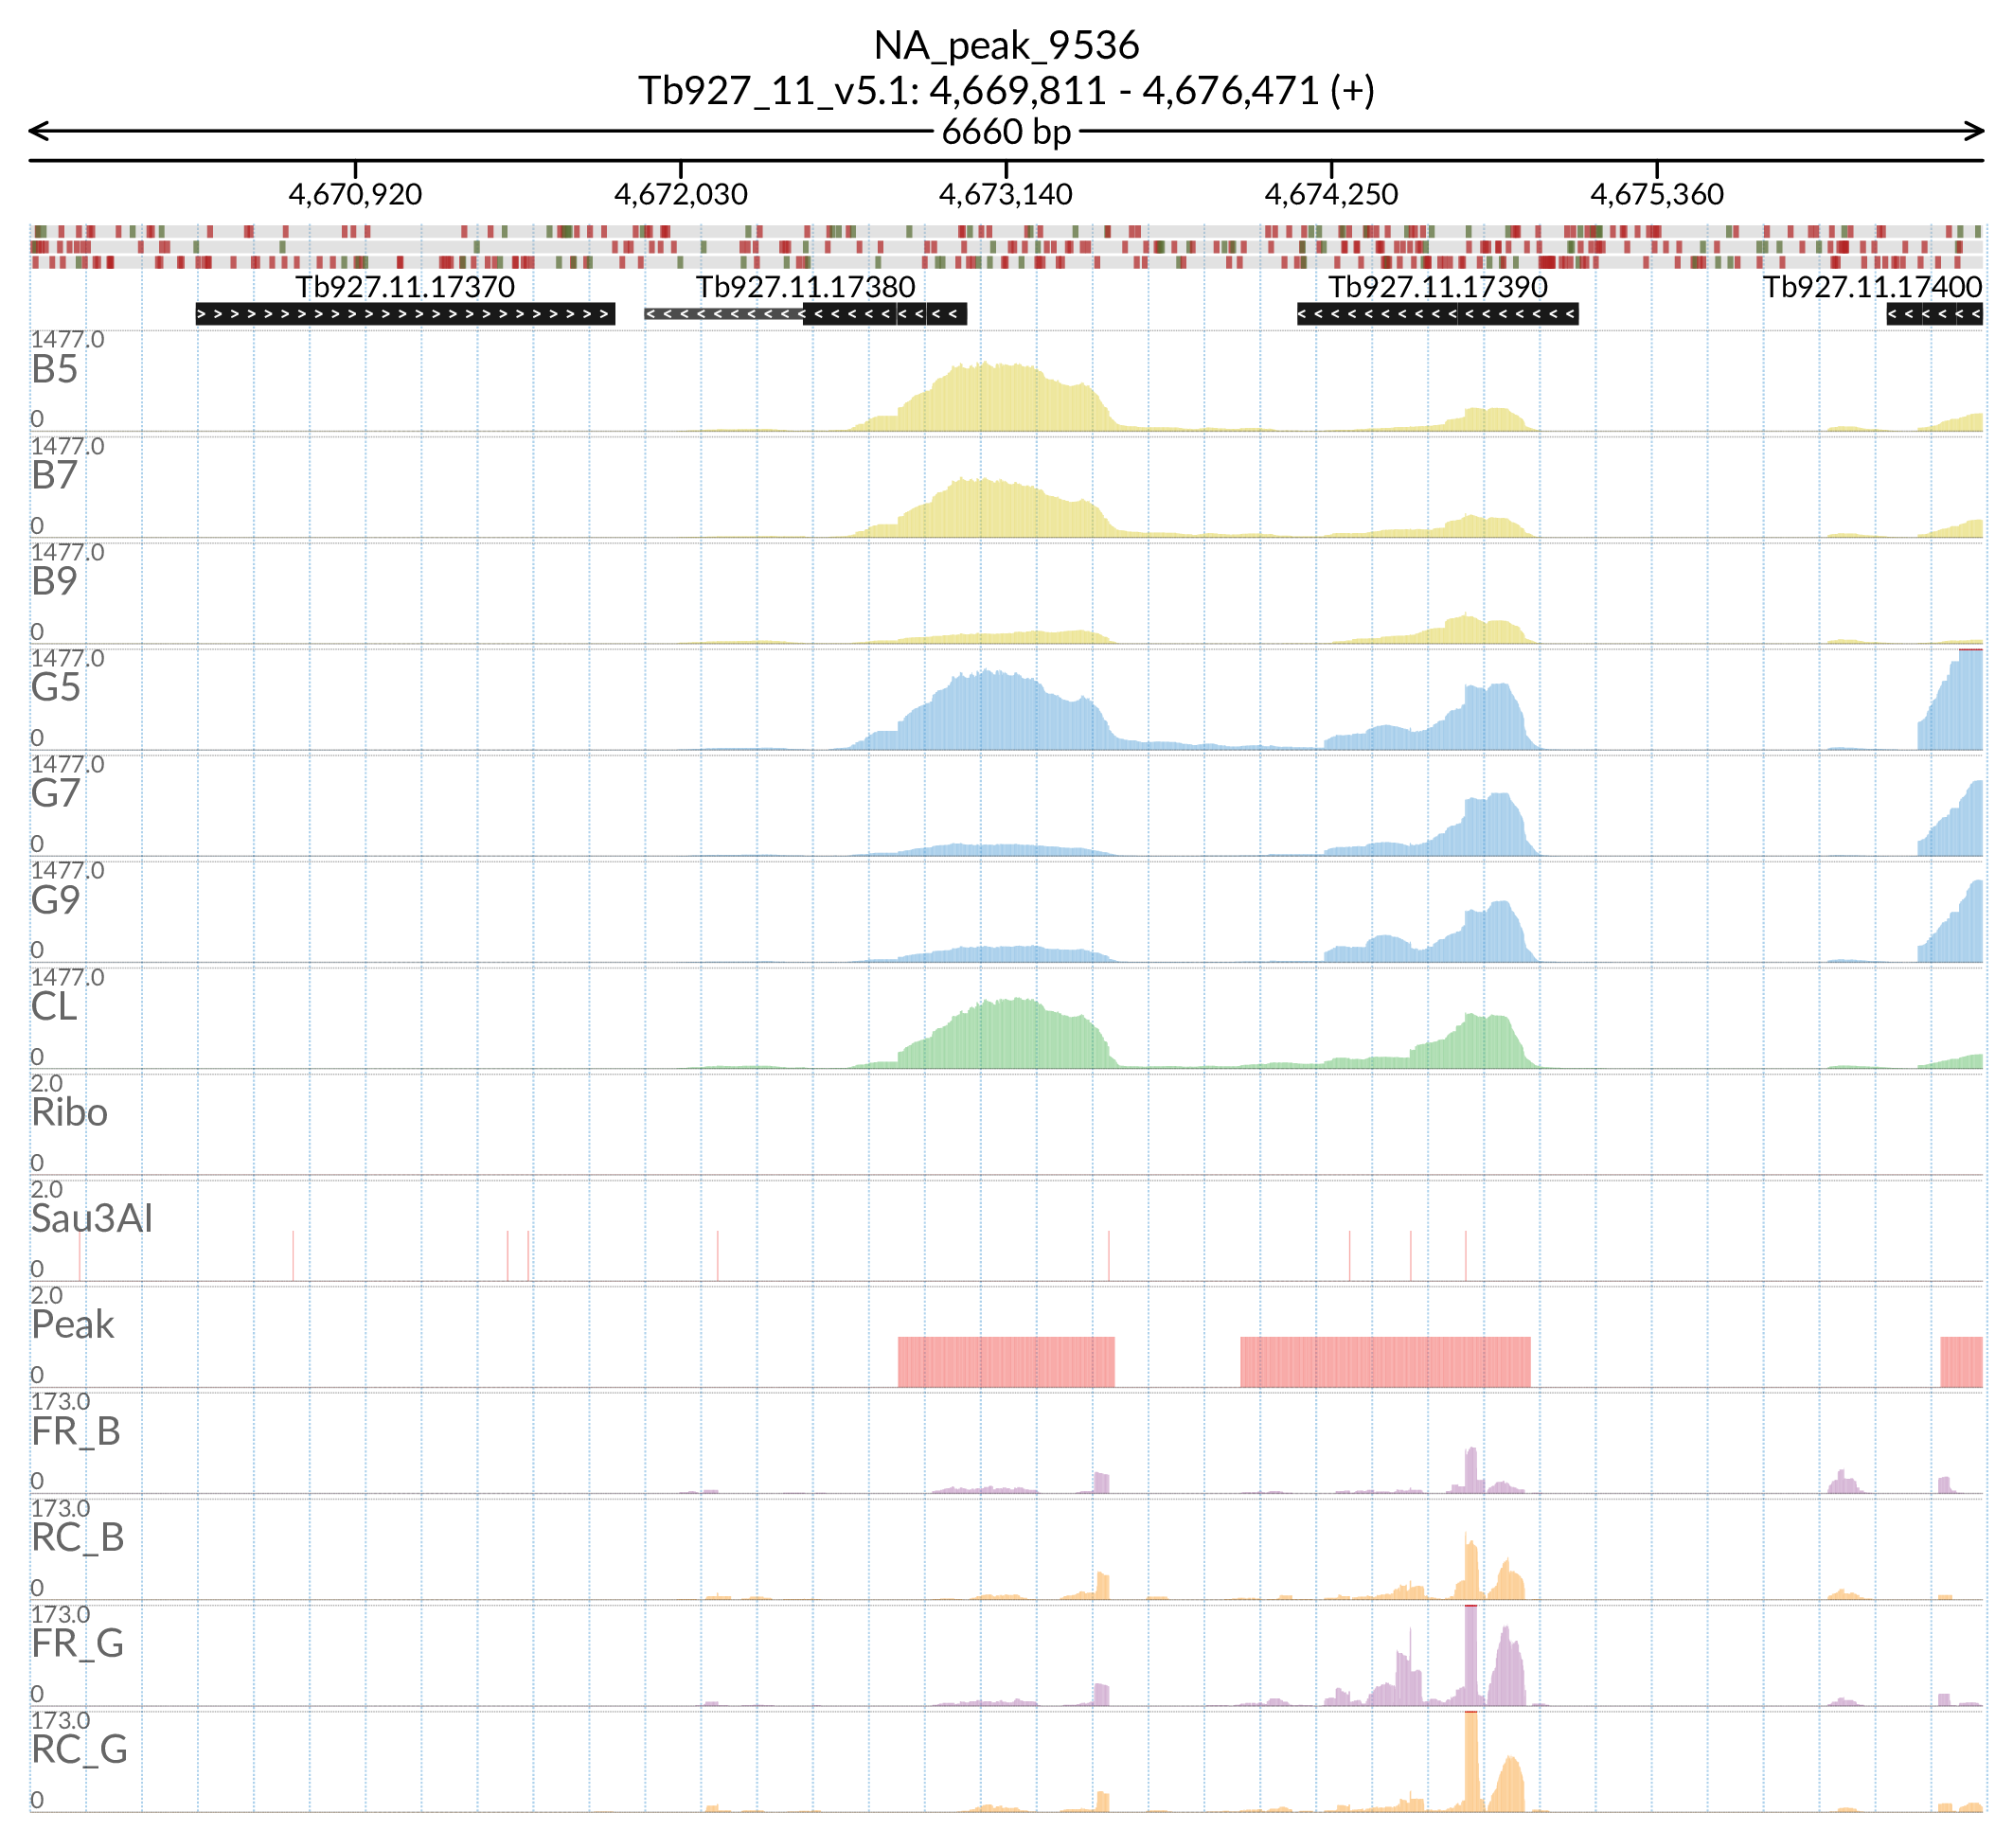 NA_peak_9536
Tb927_11_v5.1: 4,669,811 - 4,676,471 (+)
6660 bp
4,670,920 4,672,030 4,673,140 4,674,250 4,675,360
Tb927.11.17370 Tb927.11.17380 Tb927.11.17390 Tb927.11.17400
1477.0
B5
0
1477.0
B7
0
1477.0
B9
0
1477.0
G5
0
1477.0
G7
0
1477.0
G9
0
1477.0
CL
0
2.0
Ribo
0
2.0
Sau3AI
0
2.0
Peak
0
173.0
FR_B
0
173.0
RC_B
0
173.0
FR_G
0
173.0
RC_G
0